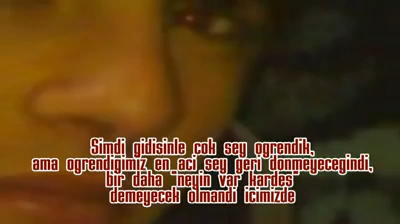 Simdi gidisinle cok sey ogrendik,
ama ogrendigimiz en aci sey geri donmeyecegindi,
bir daha "neyin var kardes"
demeyecek olmandi icimizde